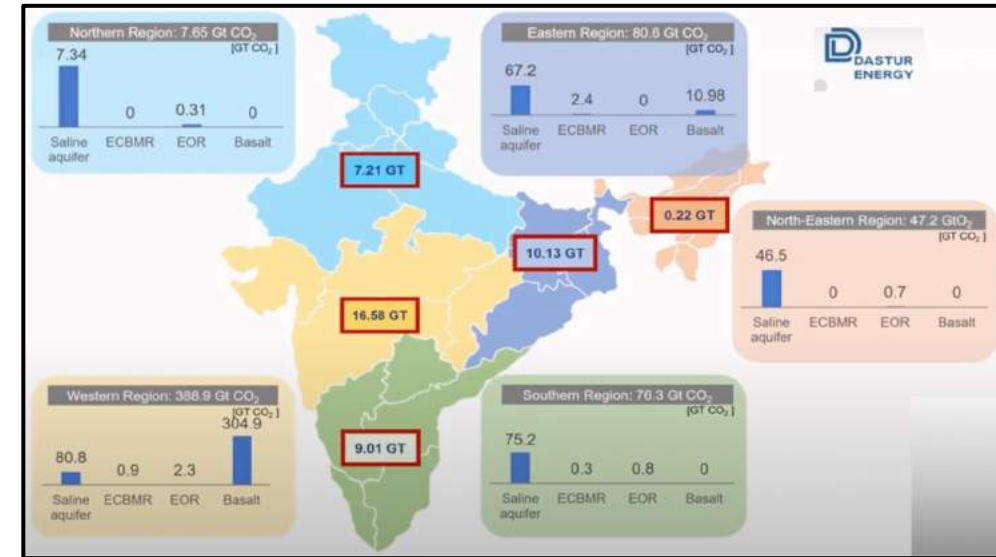 Northern Region: 7.65 Gt CO₂
[GT CO₂ ]
7.34
0
0.31
0
Saline aquifer
ECBMR
EOR
Basalt
Eastern Region: 80.6 Gt CO₂
[GT CO₂ ]
67.2
2.4
0
10.98
Saline aquifer
ECBMR
EOR
Basalt
DASTUR
ENERGY
7.21 GT
0.22 GT
10.13 GT
16.58 GT
9.01 GT
North-Eastern Region: 47.2 GtO₂
[GT CO₂ ]
46.5
0
0.7
0
Saline aquifer
ECBMR
EOR
Basalt
Western Region: 388.9 Gt CO₂
[GT CO₂ ]
304.9
80.8
0.9
2.3
Saline aquifer
ECBMR
EOR
Basalt
Southern Region: 76.3 Gt CO₂
[GT CO₂ ]
75.2
0.3
0.8
0
Saline aquifer
ECBMR
EOR
Basalt